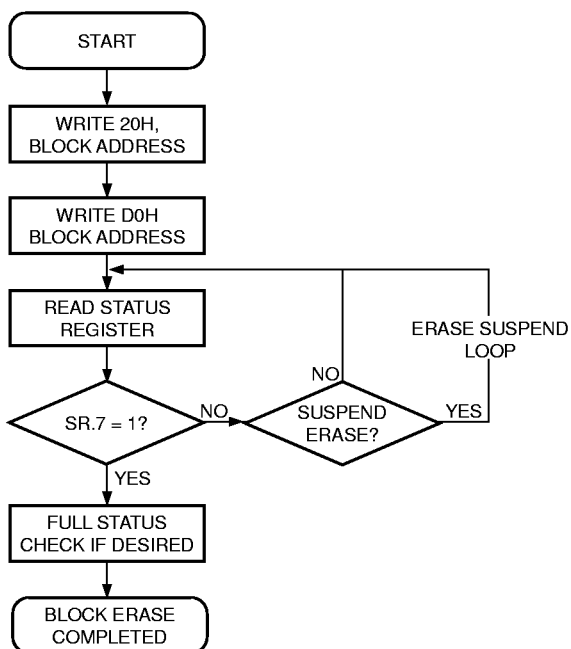 START
WRITE 20H,
BLOCK ADDRESS
WRITE D0H
BLOCK ADDRESS
READ STATUS
REGISTER
ERASE SUSPEND
LOOP
SR.7 = 1?
NO
SUSPEND
ERASE?
NO
YES
YES
FULL STATUS
CHECK IF DESIRED
BLOCK ERASE
COMPLETED